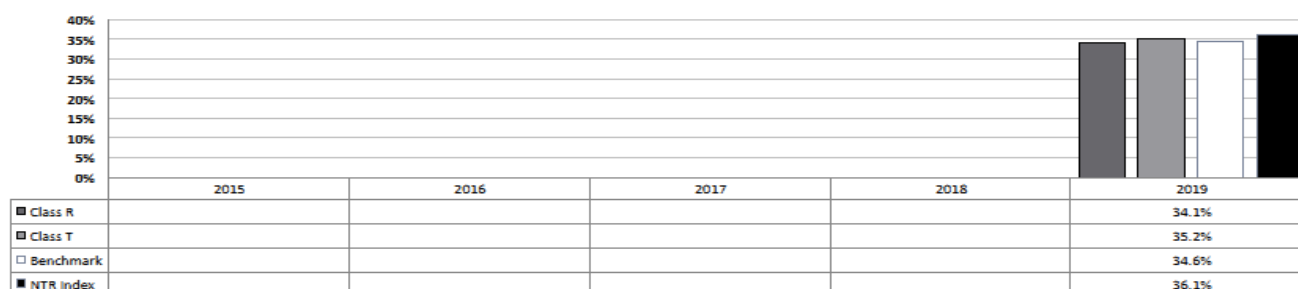 40%
35%
30%
25%
20%
15%
10%
5%
0%
2015 2016 2017 2018 2019
Class R 34.1%
Class T 35.2%
Benchmark 34.6%
NTR Index 36.1%